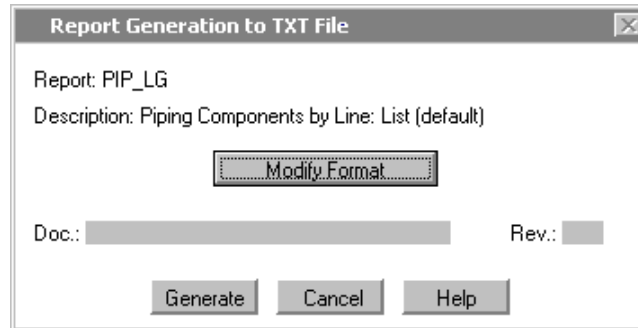 Report Generation to TXT File
Report: PIP_LG
Description: Piping Components by Line: List (default)
Modify Format
Doc.: Rev.:
Generate Cancel Help